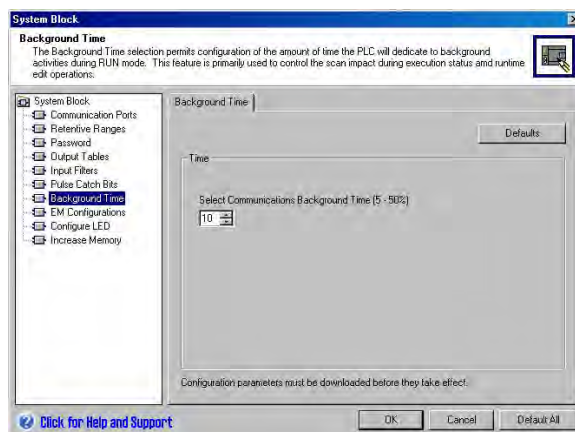 System Block
Background Time
The Background Time selection permits configuration of the amount of time the PLC will dedicate to background
activities during RUN mode. This feature is primarily used to control the scan impact during execution status amd runtime
edit operations.
System Block
Communication Ports
Retentive Ranges
Password
Output Tables
Input Filters
Pulse Catch Bits
Background Time
EM Configurations
Configure LED
Increase Memory
Background Time
Defaults
Time
Select Communications Background Time (5 - 50%)
10
Configuration parameters must be downloaded before they take effect.
Click for Help and Support
OK
Cancel
Default All